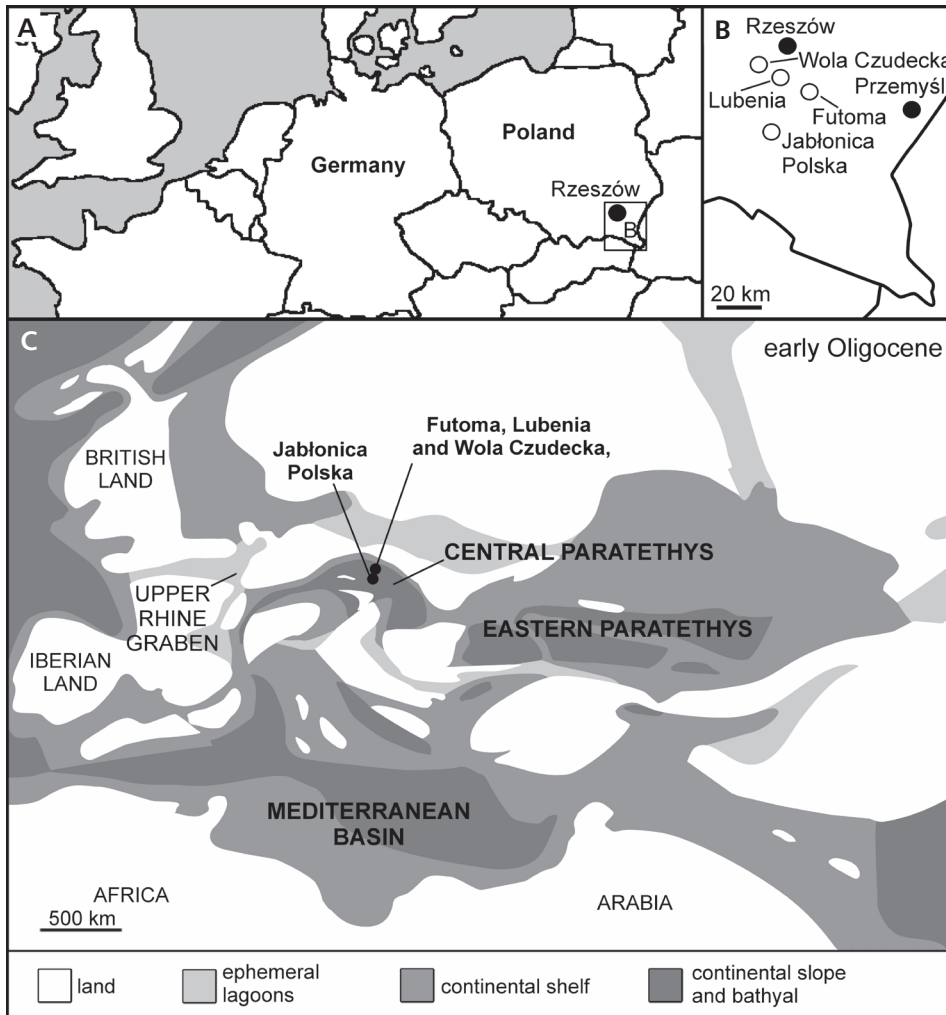 A
Germany
Poland
Rzeszów
B
B
Rzeszów
Wola Czudecka
Przemyśl
Lubenia
Futoma
Jabłonica
Polska
20 km
C
early Oligocene
Futoma, Lubenia
and Wola Czudecka,
Jabłonica
Polska
BRITISH
LAND
CENTRAL PARATETHYS
UPPER
RHINE
GRABEN
EASTERN PARATETHYS
IBERIAN
LAND
MEDITERRANEAN
BASIN
AFRICA
500 km
ARABIA
land
ephemeral
lagoons
continental shelf
continental slope
and bathyal